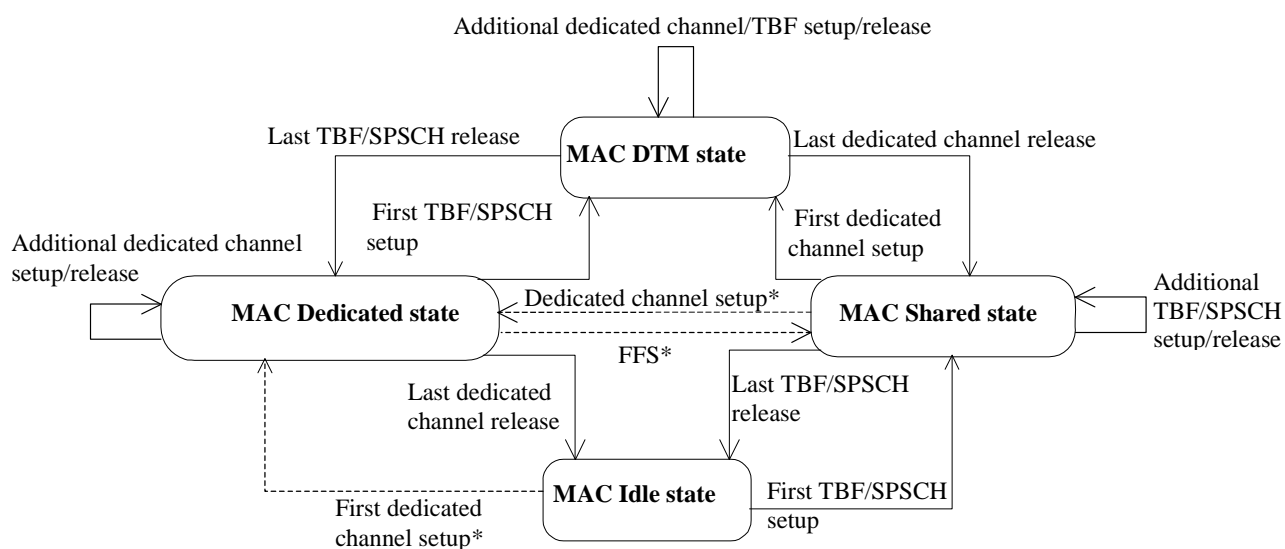 Additional dedicated channel/TBF setup/release
Last TBF/SPSCH release
MAC DTM state
Last dedicated channel release
First TBF/SPSCH
setup
First dedicated
channel setup
Additional dedicated channel
setup/release
MAC Dedicated state
Dedicated channel setup*
MAC Shared state
Additional
TBF/SPSCH
setup/release
FFS*
Last dedicated
channel release
Last TBF/SPSCH
release
MAC Idle state
First TBF/SPSCH
setup
First dedicated
channel setup*